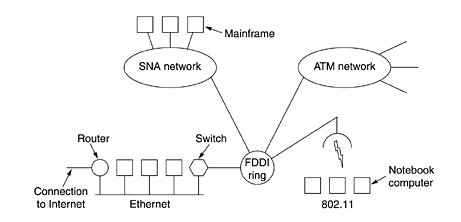 Mainframe
SNA network
ATM network
Router
Switch
FDDI
ring
Notebook
computer
Connection
to Internet
Ethernet
802.11